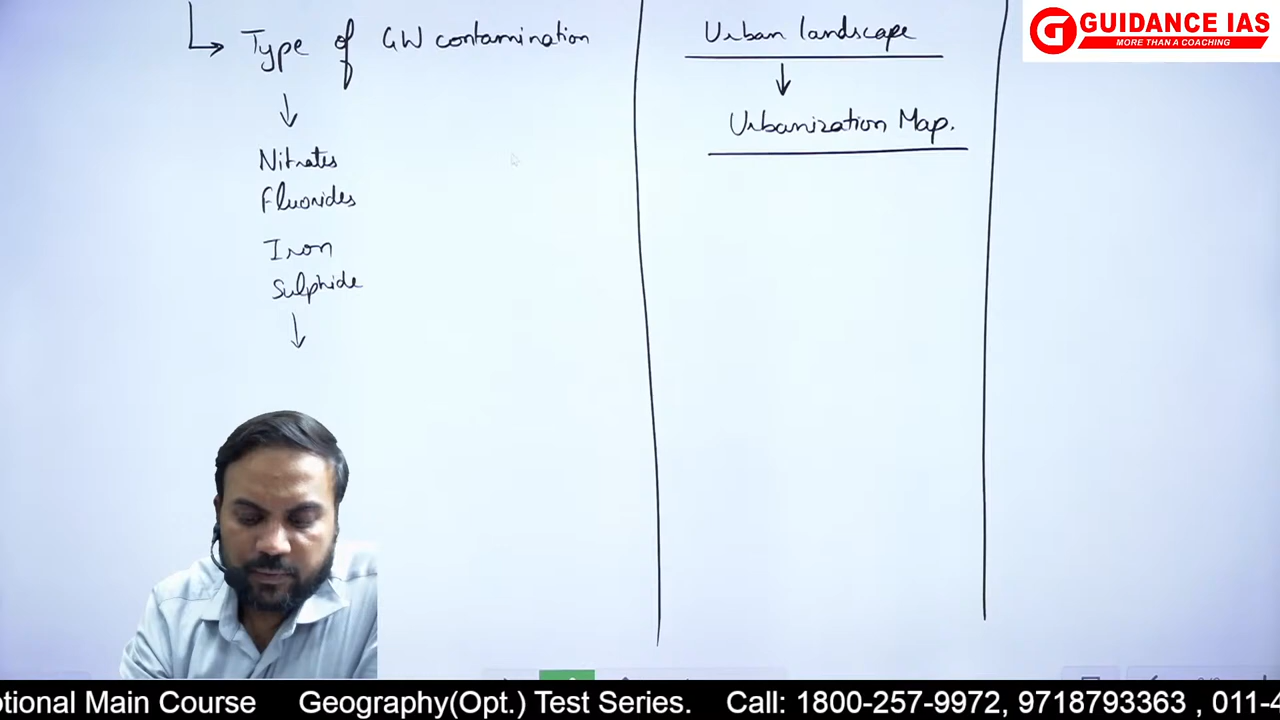 Type of GW contamination
Nitrates
Fluorides
Iron
Sulphide
Urban landscape
Urbanization Map.
GUIDANCE IAS
MORE THAN A COACHING
otional Main Course Geography(Opt.) Test Series. Call: 1800-257-9972, 9718793363 , 011-4